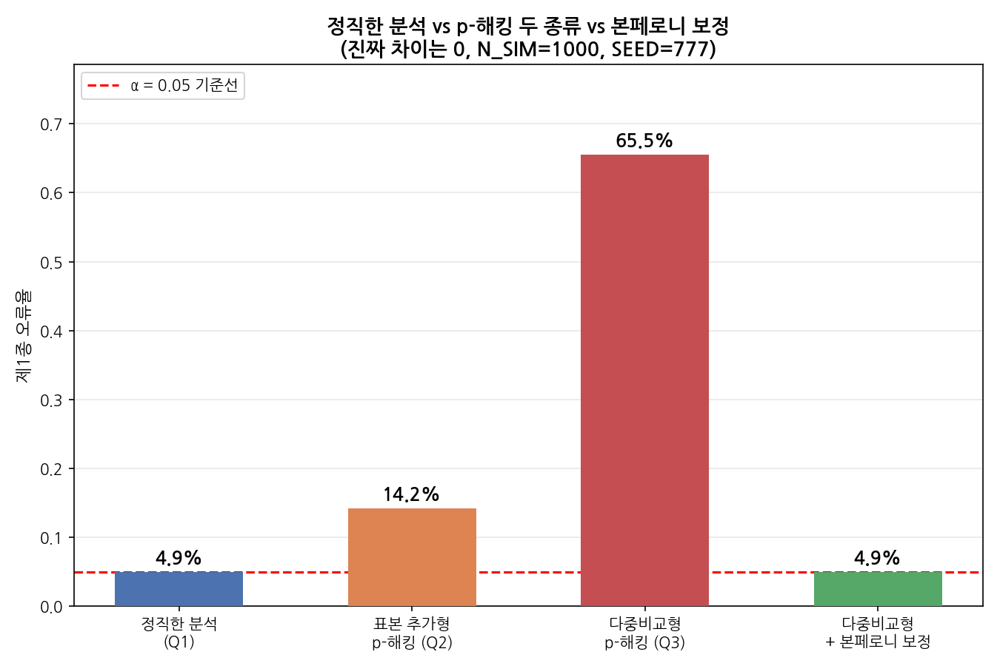 정직한 분석 vs p-해킹 두 종류 vs 본페로니 보정
(진짜 차이는 0, N_SIM=1000, SEED=777)
α = 0.05 기준선
제1종 오류율
0.7
0.6
0.5
0.4
0.3
0.2
0.1
0.0
4.9%
14.2%
65.5%
4.9%
정직한 분석
(Q1)
표본 추가형
p-해킹 (Q2)
다중비교형
p-해킹 (Q3)
다중비교형
+ 본페로니 보정